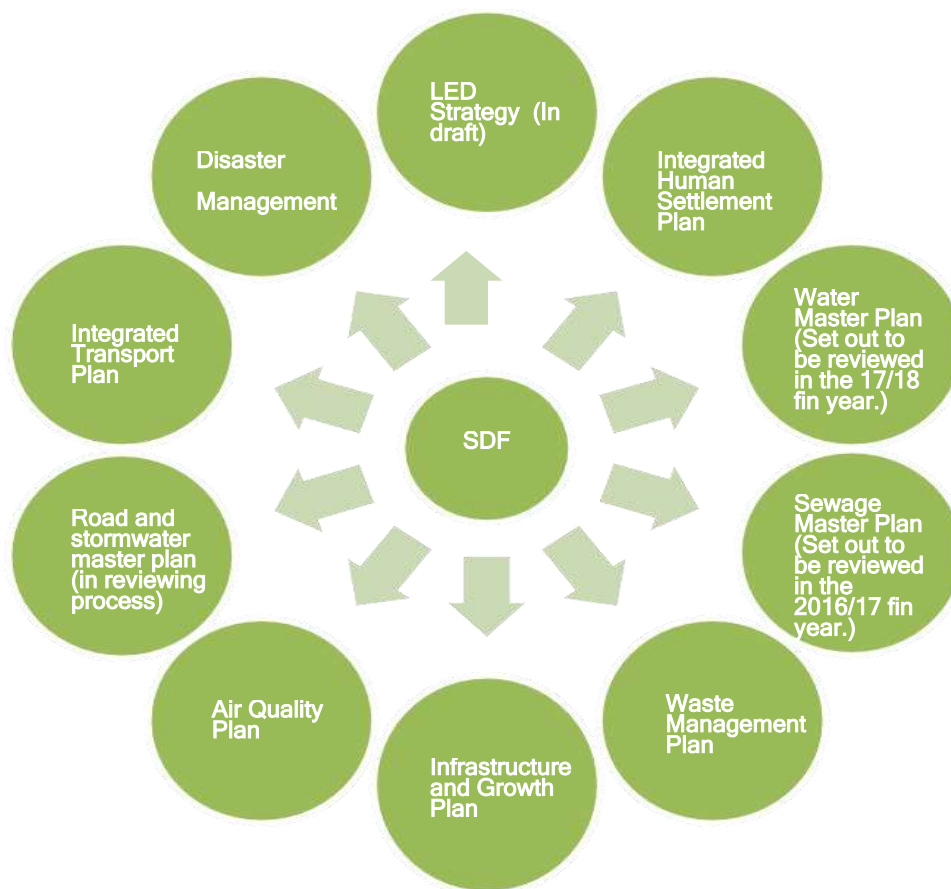 LED
Strategy (In
draft)
Integrated
Human
Settlement
Plan
Water
Master Plan
(Set out to
be reviewed
in the 17/18
fin year.)
Sewage
Master Plan
(Set out to
be reviewed
in the
2016/17 fin
year.)
Waste
Management
Plan
Infrastructure
and Growth
Plan
Air Quality
Plan
Road and
stormwater
master plan
(in reviewing
process)
Integrated
Transport
Plan
Disaster
Management
SDF